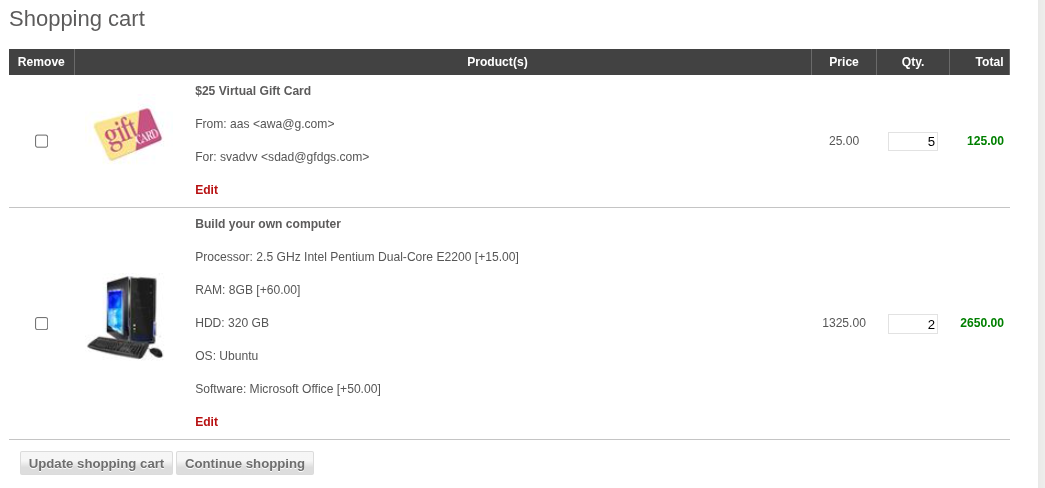 Shopping cart
Remove Product(s) Price Qty. Total
$25 Virtual Gift Card
gift CARD
From: aas <awa@g.com>
For: svadvv <sdad@gfdgs.com>
25.00 5 125.00
Edit
Build your own computer
Processor: 2.5 GHz Intel Pentium Dual-Core E2200 [+15.00]
RAM: 8GB [+60.00]
HDD: 320 GB 1325.00 2 2650.00
OS: Ubuntu
Software: Microsoft Office [+50.00]
Edit
Update shopping cart Continue shopping